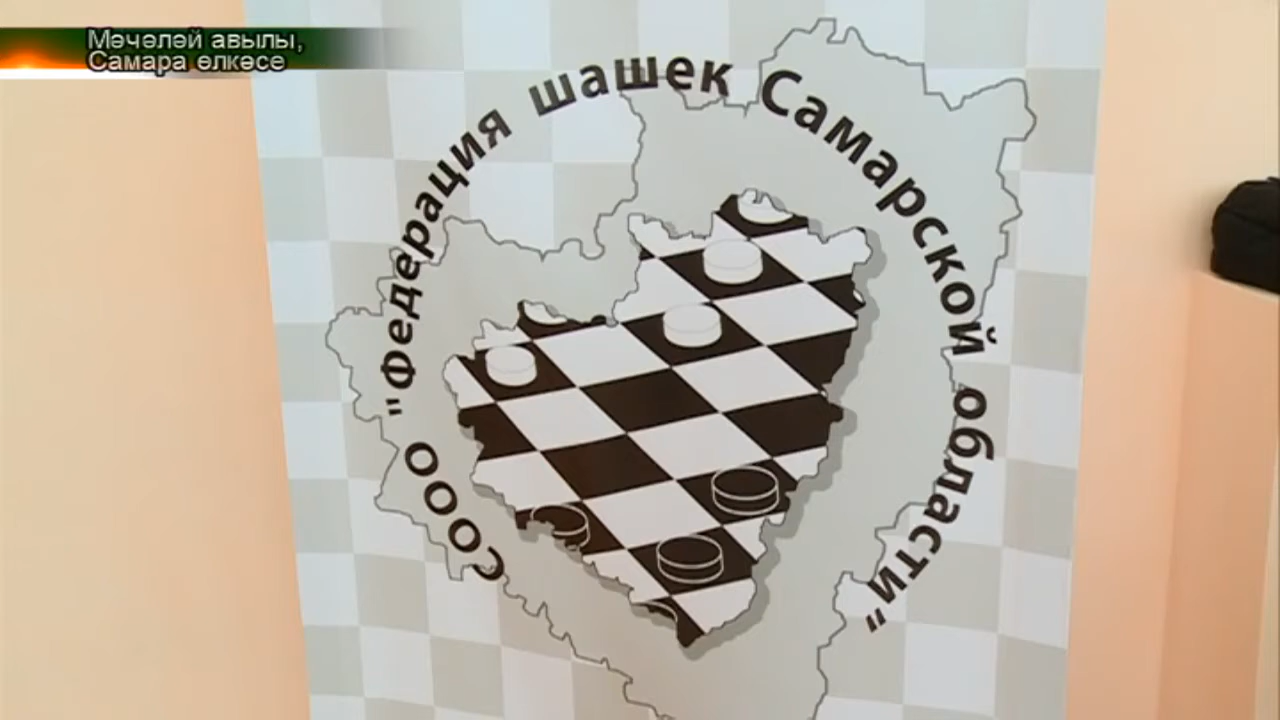 Мәчәләй авылы,
Самара өлкәсе
СООО "Федерация шашек Самарской области"